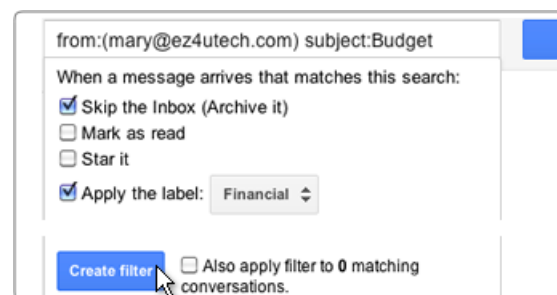 from:(mary@ez4utech.com) subject:Budget
When a message arrives that matches this search:
Skip the Inbox (Archive it)
Mark as read
Star it
Apply the label: Financial
Create filter
Also apply filter to 0 matching
conversations.